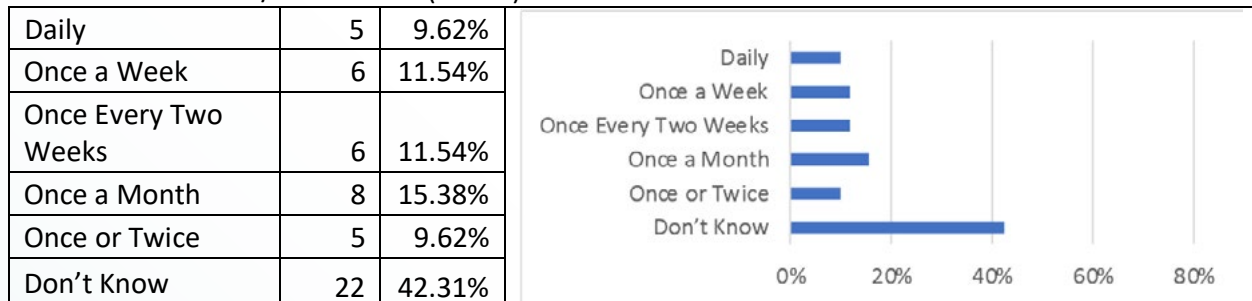 Daily 5 9.62%
Once a Week 6 11.54%
Once Every Two
Weeks 6 11.54%
Once a Month 8 15.38%
Once or Twice 5 9.62%
Don't Know 22 42.31%
Daily
Once a Week
Once Every Two Weeks
Once a Month
Once or Twice
Don't Know
0% 20% 40% 60% 80%